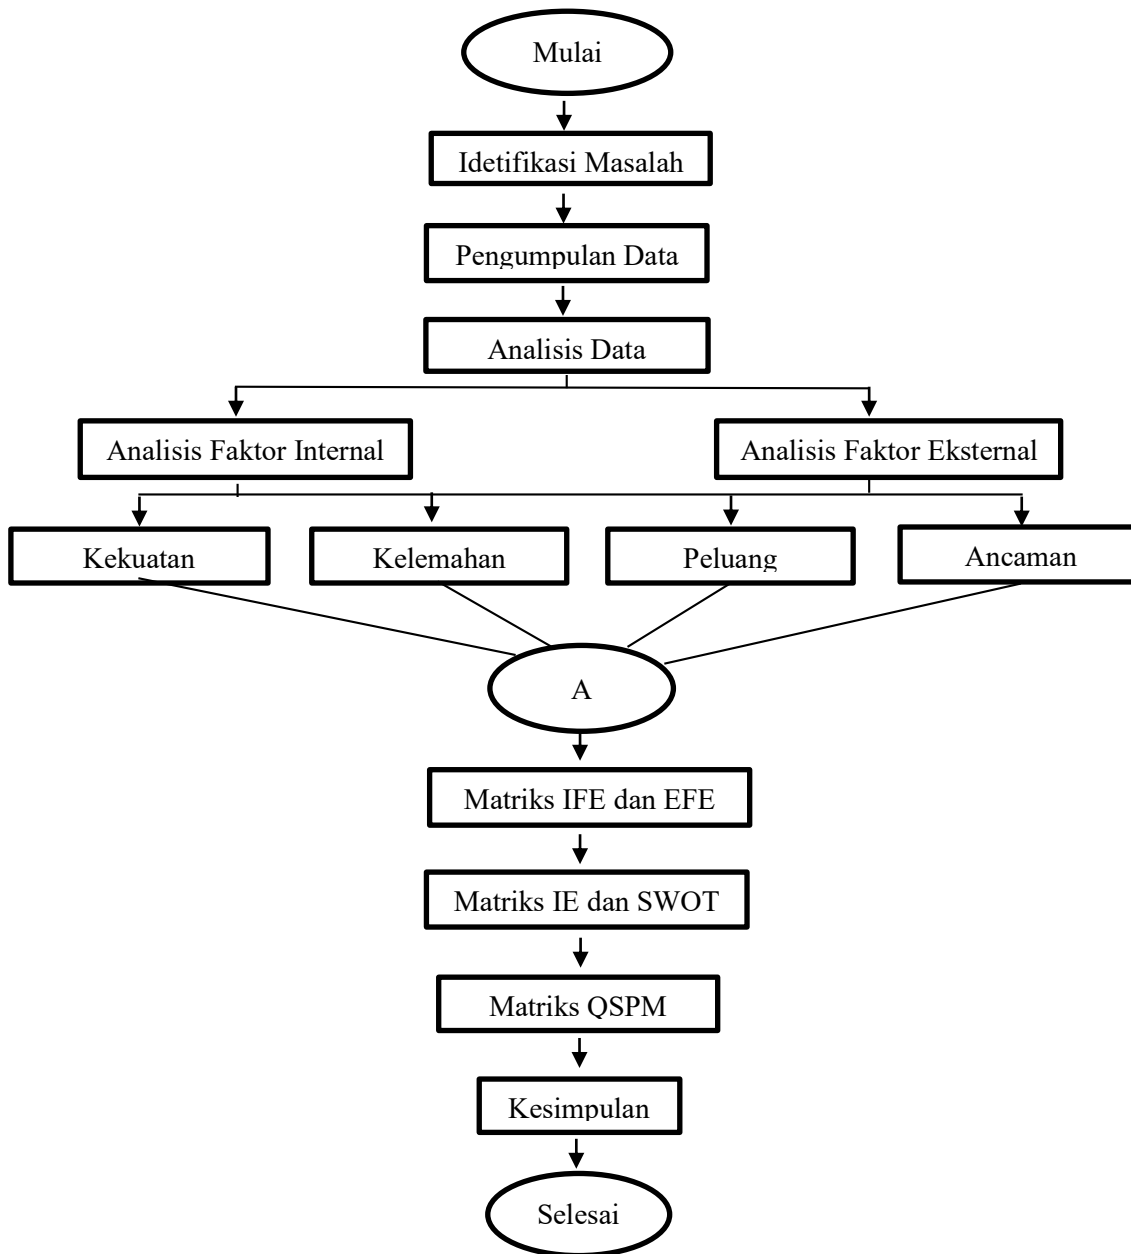 Mulai
Idetifikasi Masalah
Pengumpulan Data
Analisis Data
Analisis Faktor Internal
Analisis Faktor Eksternal
Kekuatan
Kelemahan
Peluang
Ancaman
A
Matriks IFE dan EFE
Matriks IE dan SWOT
Matriks QSPM
Kesimpulan
Selesai